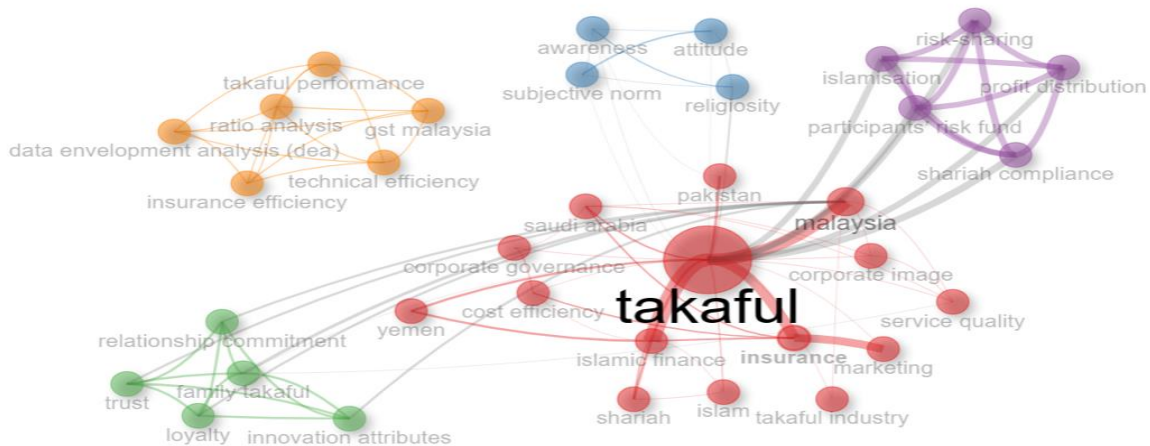 risk-sharing
awareness
attitude
islamisation
takaful performance
profit distribution
subjective norm
religiosity
ratio analysis
gst malaysia
participants' risk fund
data envelopment analysis (dea)
technical efficiency
shariah compliance
insurance efficiency
pakistan
saudi arabia
malaysia
corporate governance
corporate image
takaful
yemen
cost efficiency
service quality
relationship commitment
islamic finance
insurance
marketing
family takaful
trust
shariah
islam
takaful industry
loyalty
innovation attributes